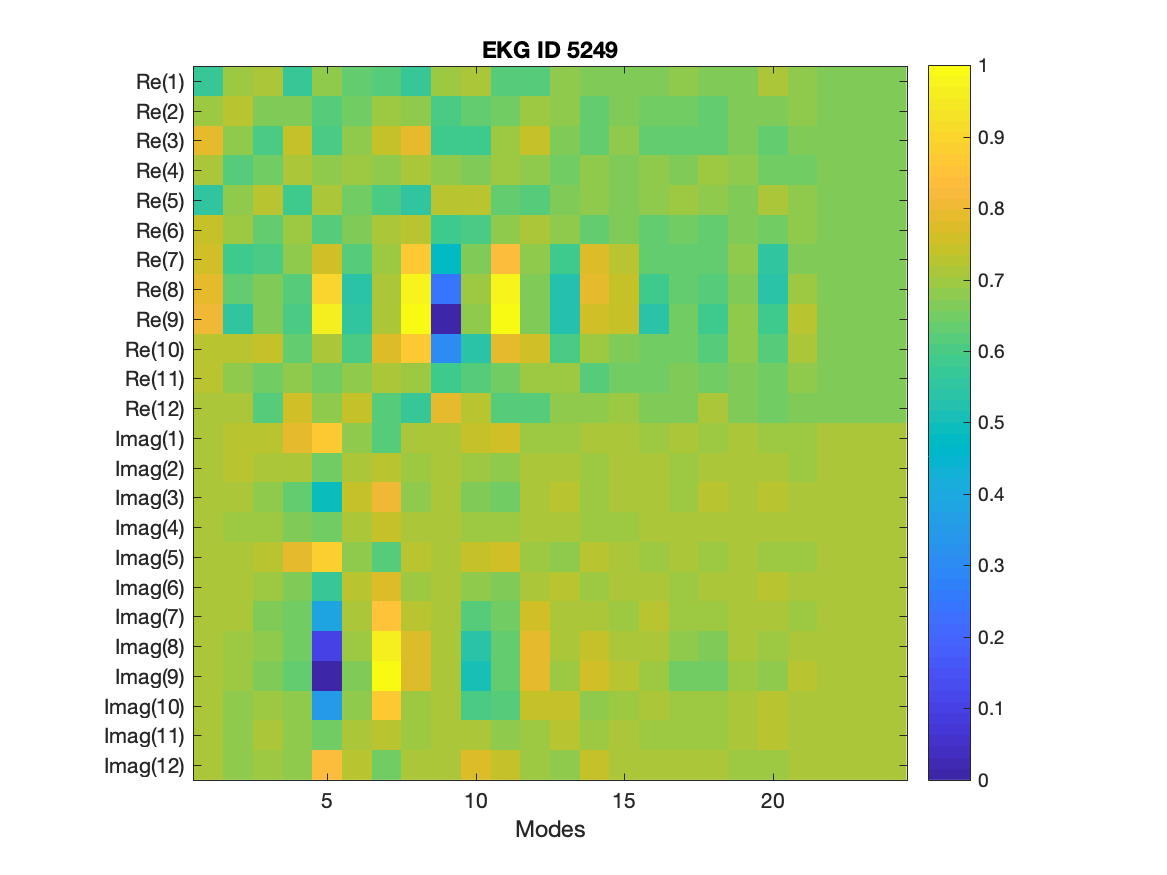 EKG ID 5249
Re(1)
Re(2)
Re(3)
Re(4)
Re(5)
Re(6)
Re(7)
Re(8)
Re(9)
Re(10)
Re(11)
Re(12)
Imag(1)
Imag(2)
Imag(3)
Imag(4)
Imag(5)
Imag(6)
Imag(7)
Imag(8)
Imag(9)
Imag(10)
Imag(11)
Imag(12)
5 10 15 20
Modes
1
0.9
0.8
0.7
0.6
0.5
0.4
0.3
0.2
0.1
0